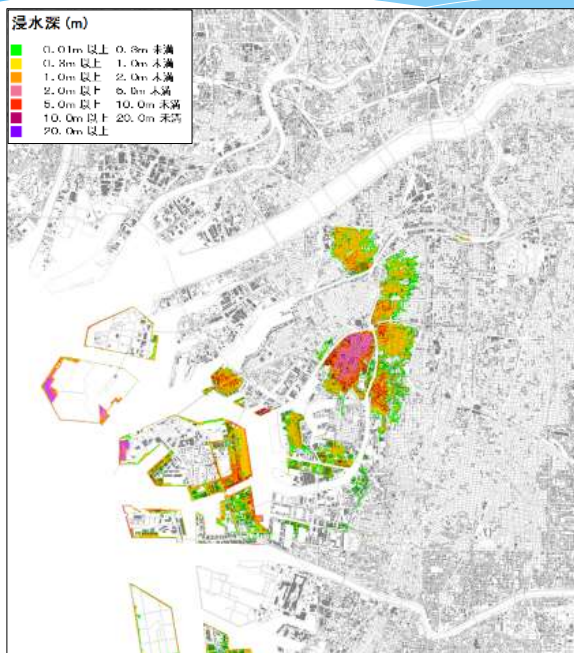 浸水深 (m)
0.01m 以上 0.3m 未満
0.3m 以上 1.0m 未満
1.0m 以上 2.0m 未満
2.0m 以上 5.0m 未満
5.0m 以上 10.0m 未満
10.0m 以上 20.0m 未満
20.0m 以上